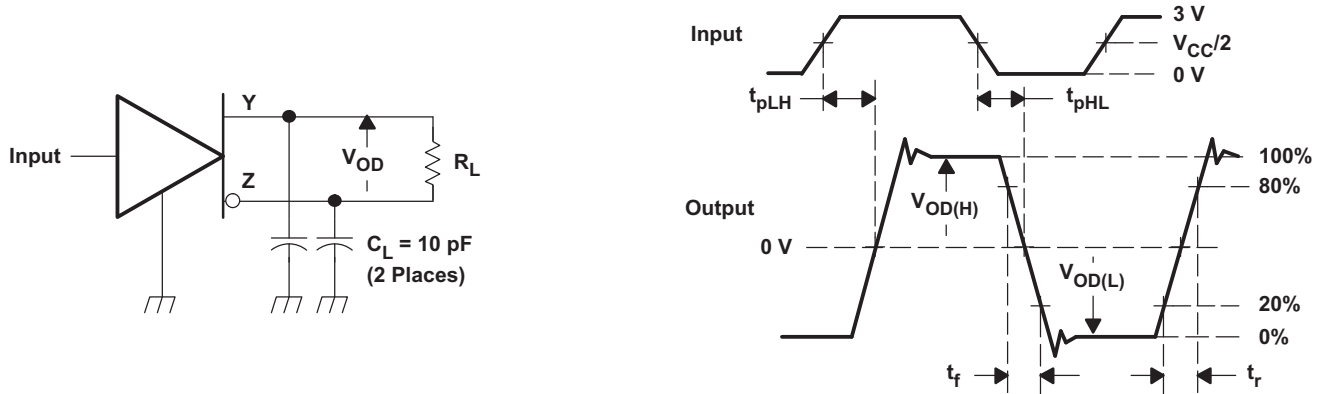 Input
Y
Z
V_OD
R_L
C_L = 10 pF
(2 Places)
Input
3 V
V_CC/2
0 V
t_pLH
t_pHL
Output
100%
80%
V_OD(H)
0 V
V_OD(L)
20%
0%
t_f
t_r